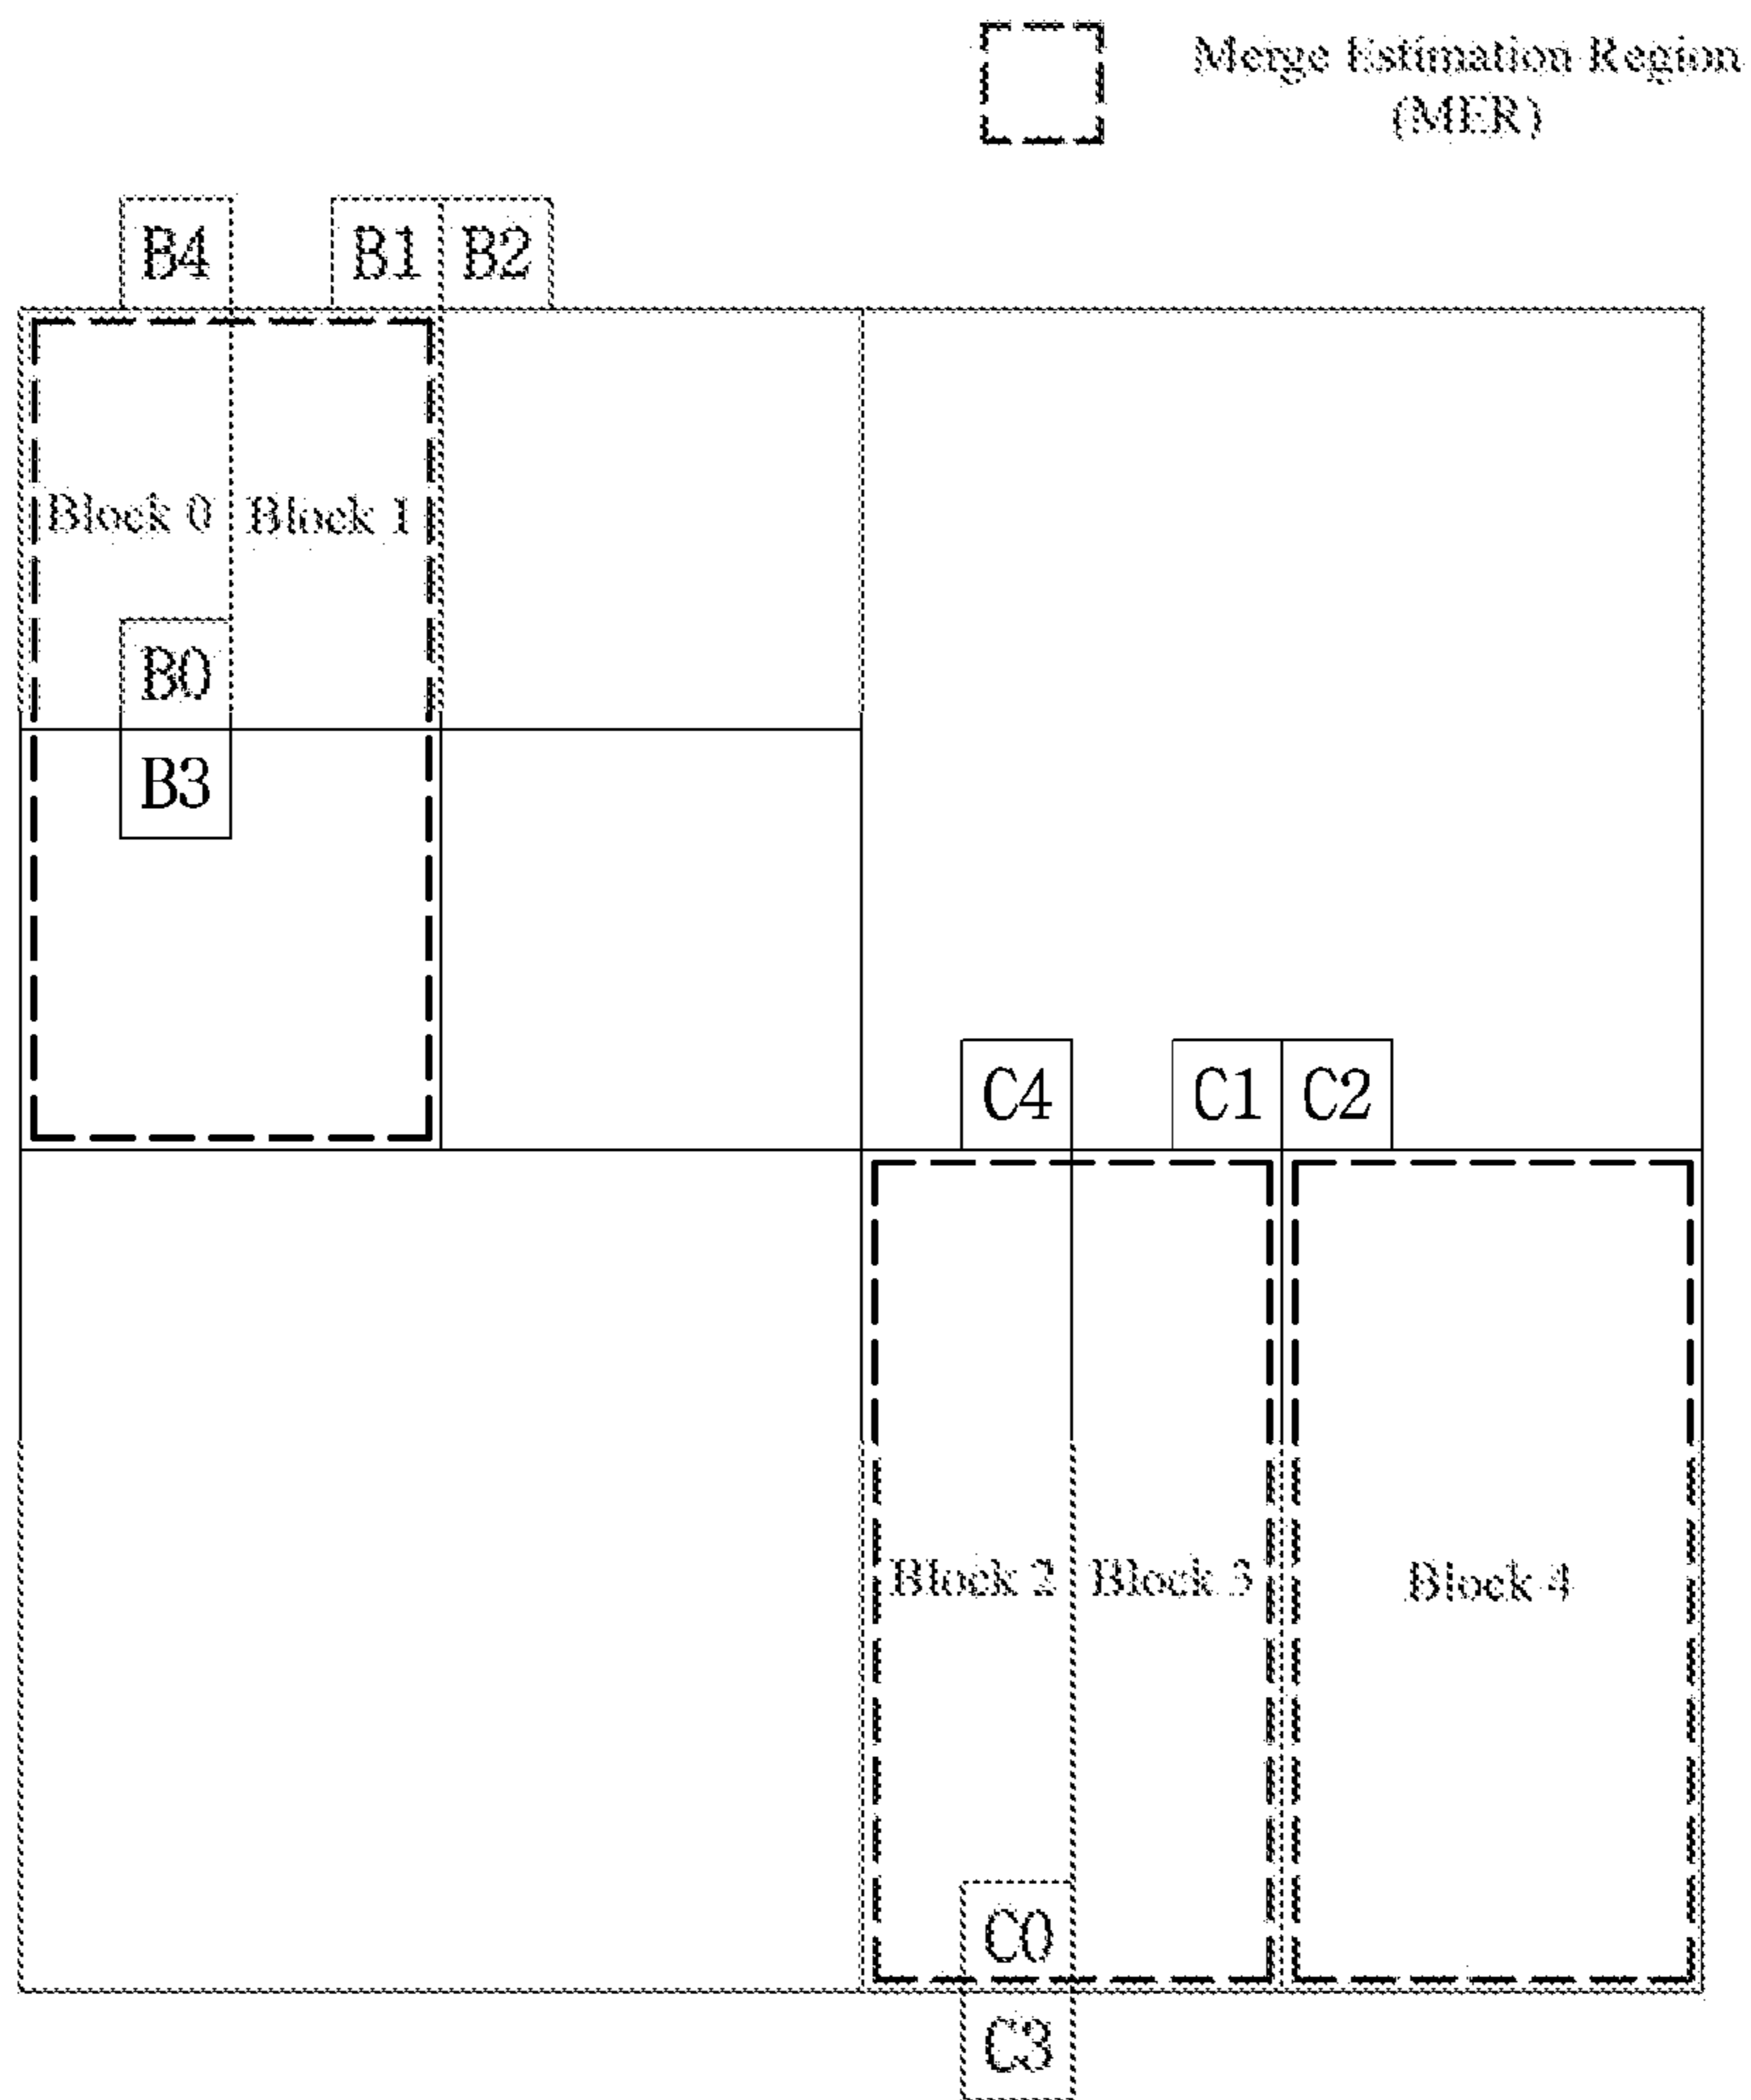 Merge Estimation Region
(MER)
B4 B1 B2
Block 0 Block 1
B0
B3
C4 C1 C2
Block 2 Block 3 Block 4
C0
C3